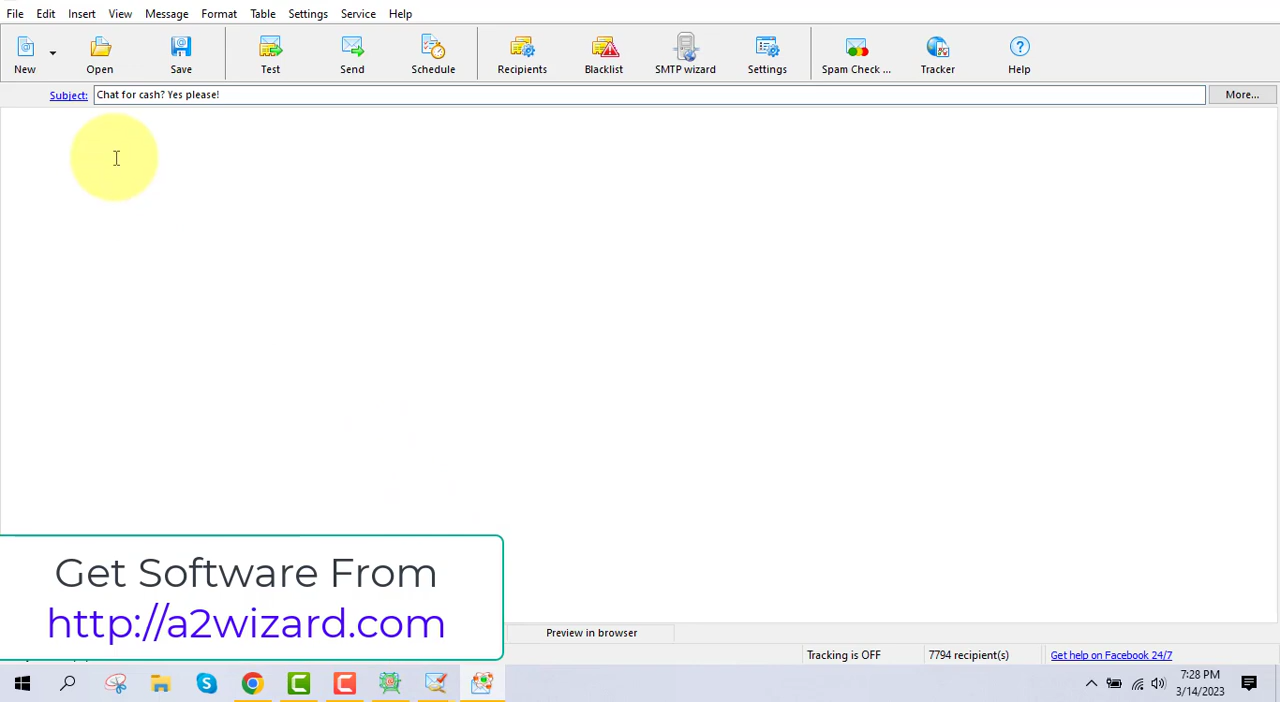 File Edit Insert View Message Format Table Settings Service Help
New Open Save Test Send Schedule Recipients Blacklist SMTP wizard Settings Spam Check ... Tracker Help
Subject: Chat for cash? Yes please! More...
Get Software From
http://a2wizard.com
Preview in browser
Tracking is OFF 7794 recipient(s) Get help on Facebook 24/7
7:28 PM
3/14/2023